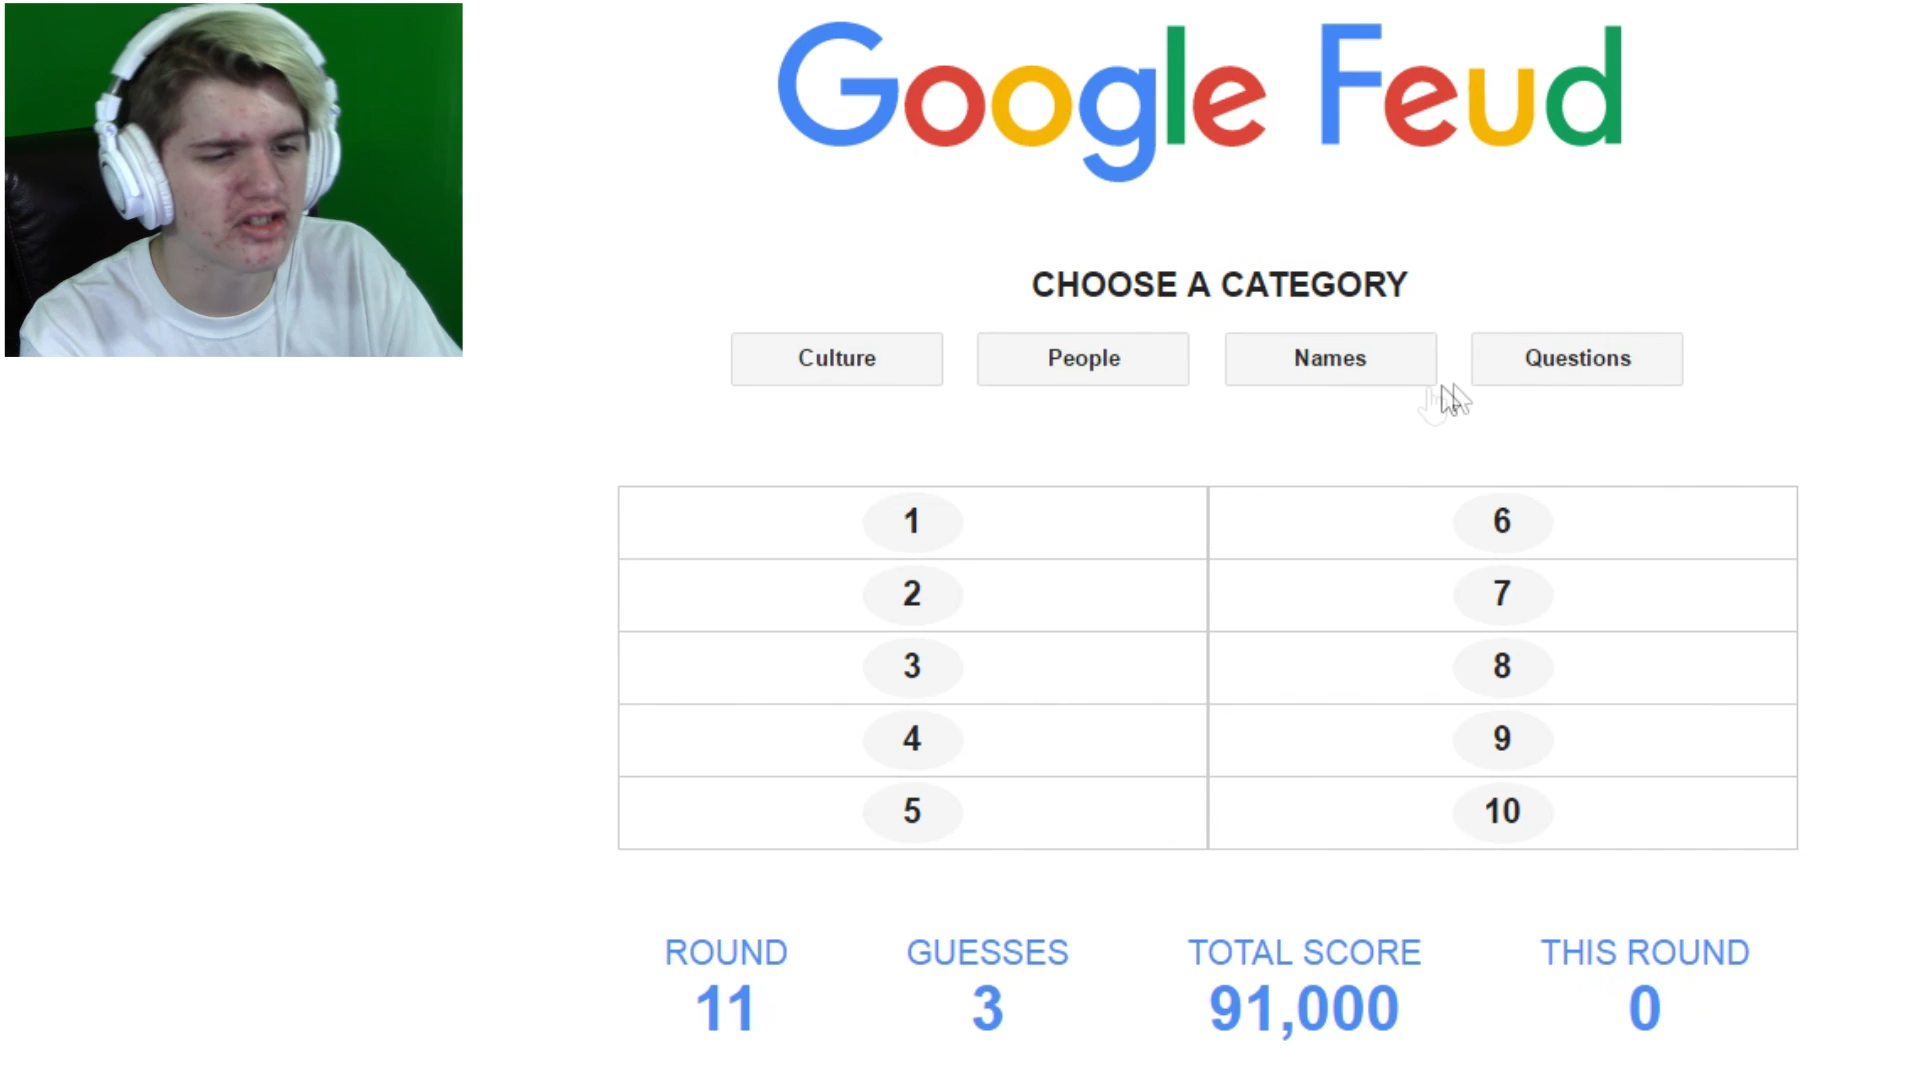 Google Feud
CHOOSE A CATEGORY
Culture People Names Questions
1 6
2 7
3 8
4 9
5 10
ROUND GUESSES TOTAL SCORE THIS ROUND
11 3 91,000 0